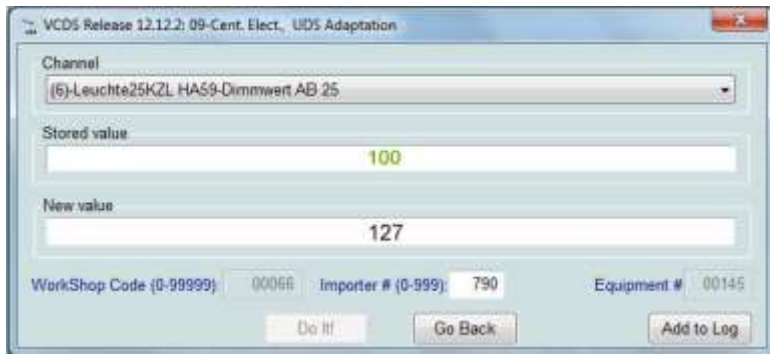 VCDS Release 12.12.2: 09-Cent. Elect., UDS Adaptation
Channel
(6)-Leuchte25KZL HA59-Dimmwert AB 25
Stored value
100
New value
127
WorkShop Code (0-99999): 00066 Importer # (0-999): 790 Equipment # 00145
Do It! Go Back Add to Log